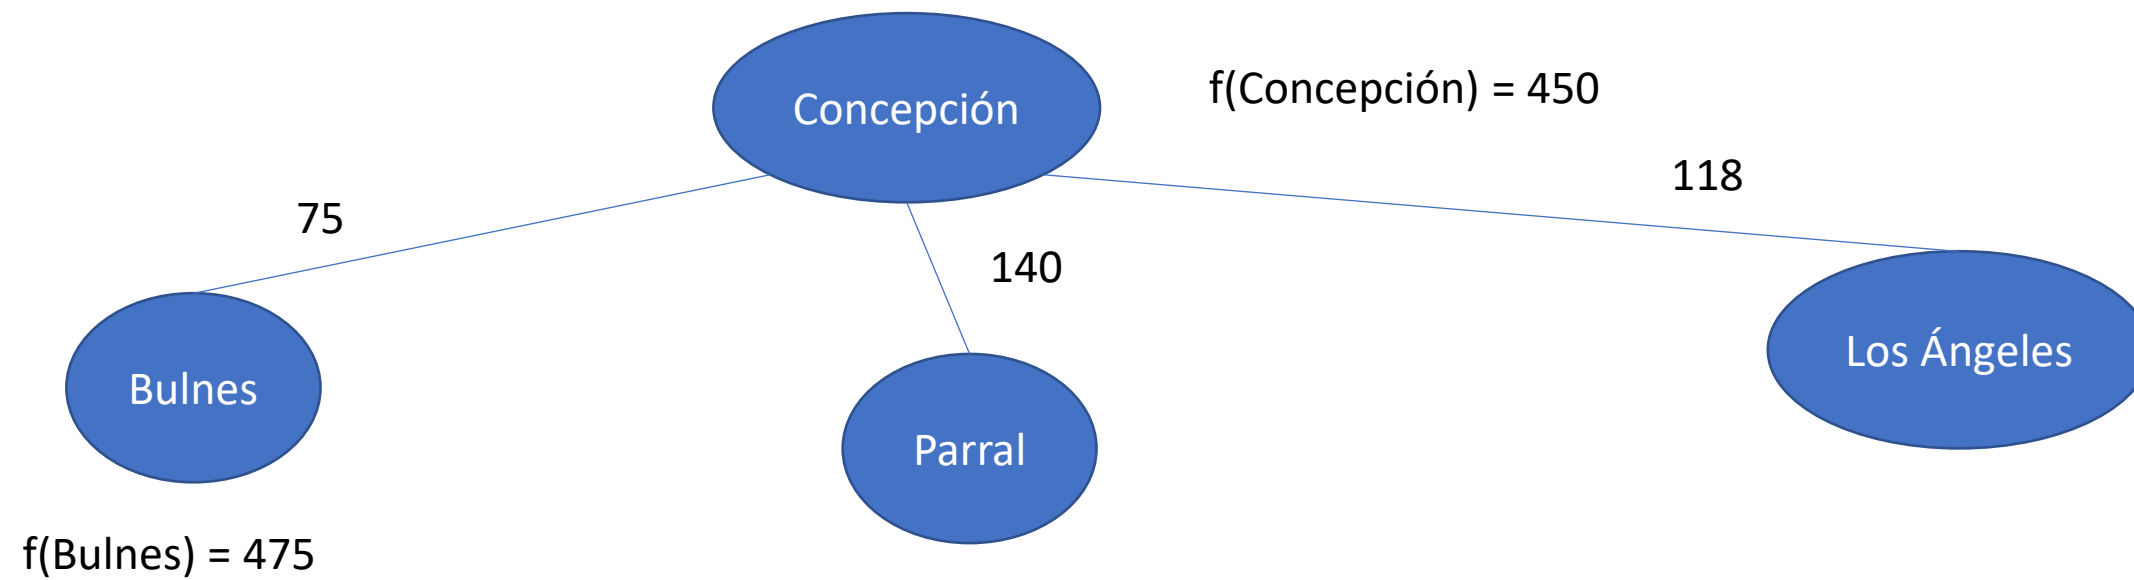 Concepción
f(Concepción) = 450
118
75
140
Los Ángeles
Bulnes
Parral
f(Bulnes) = 475